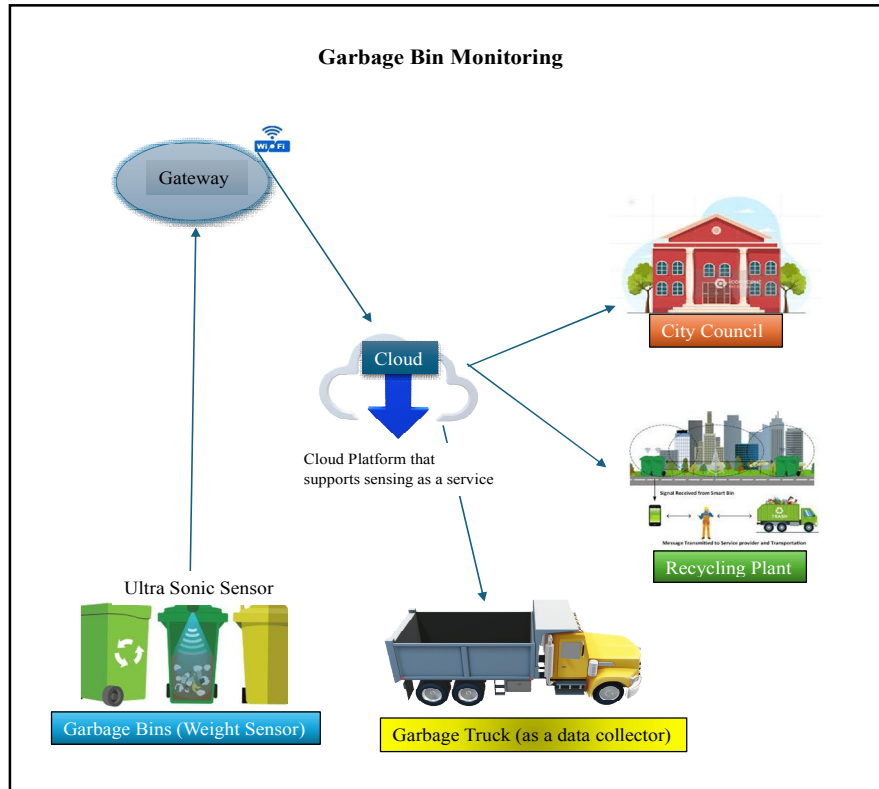 Garbage Bin Monitoring
Wi Fi
Gateway
City Council
Cloud
Cloud Platform that
supports sensing as a service
Signal Received from Smart Bin
TRASH
Message Transmitted to Service provider and Transportation
Recycling Plant
Ultra Sonic Sensor
Garbage Bins (Weight Sensor)
Garbage Truck (as a data collector)